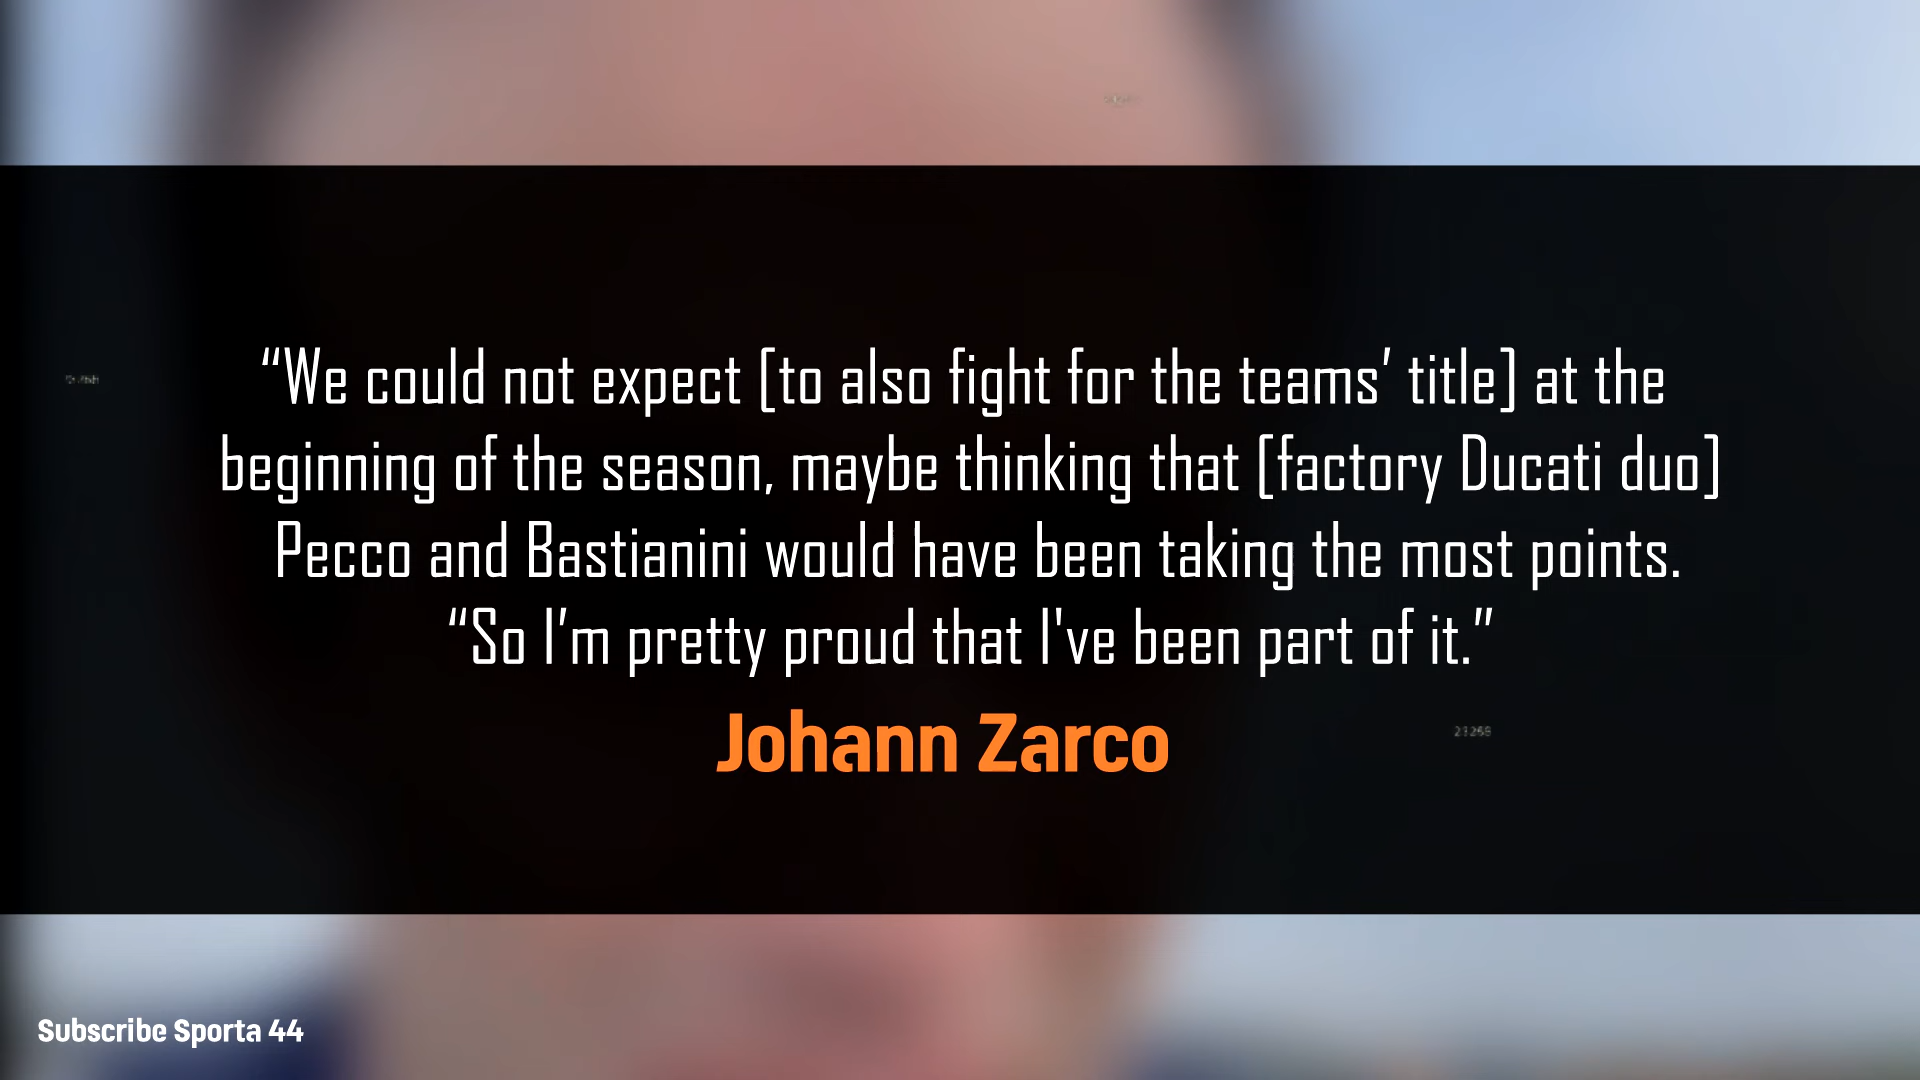 “We could not expect [to also fight for the teams’ title] at the
beginning of the season, maybe thinking that [factory Ducati duo]
Pecco and Bastianini would have been taking the most points.
“So I’m pretty proud that I've been part of it.”
Johann Zarco
Subscribe Sporta 44